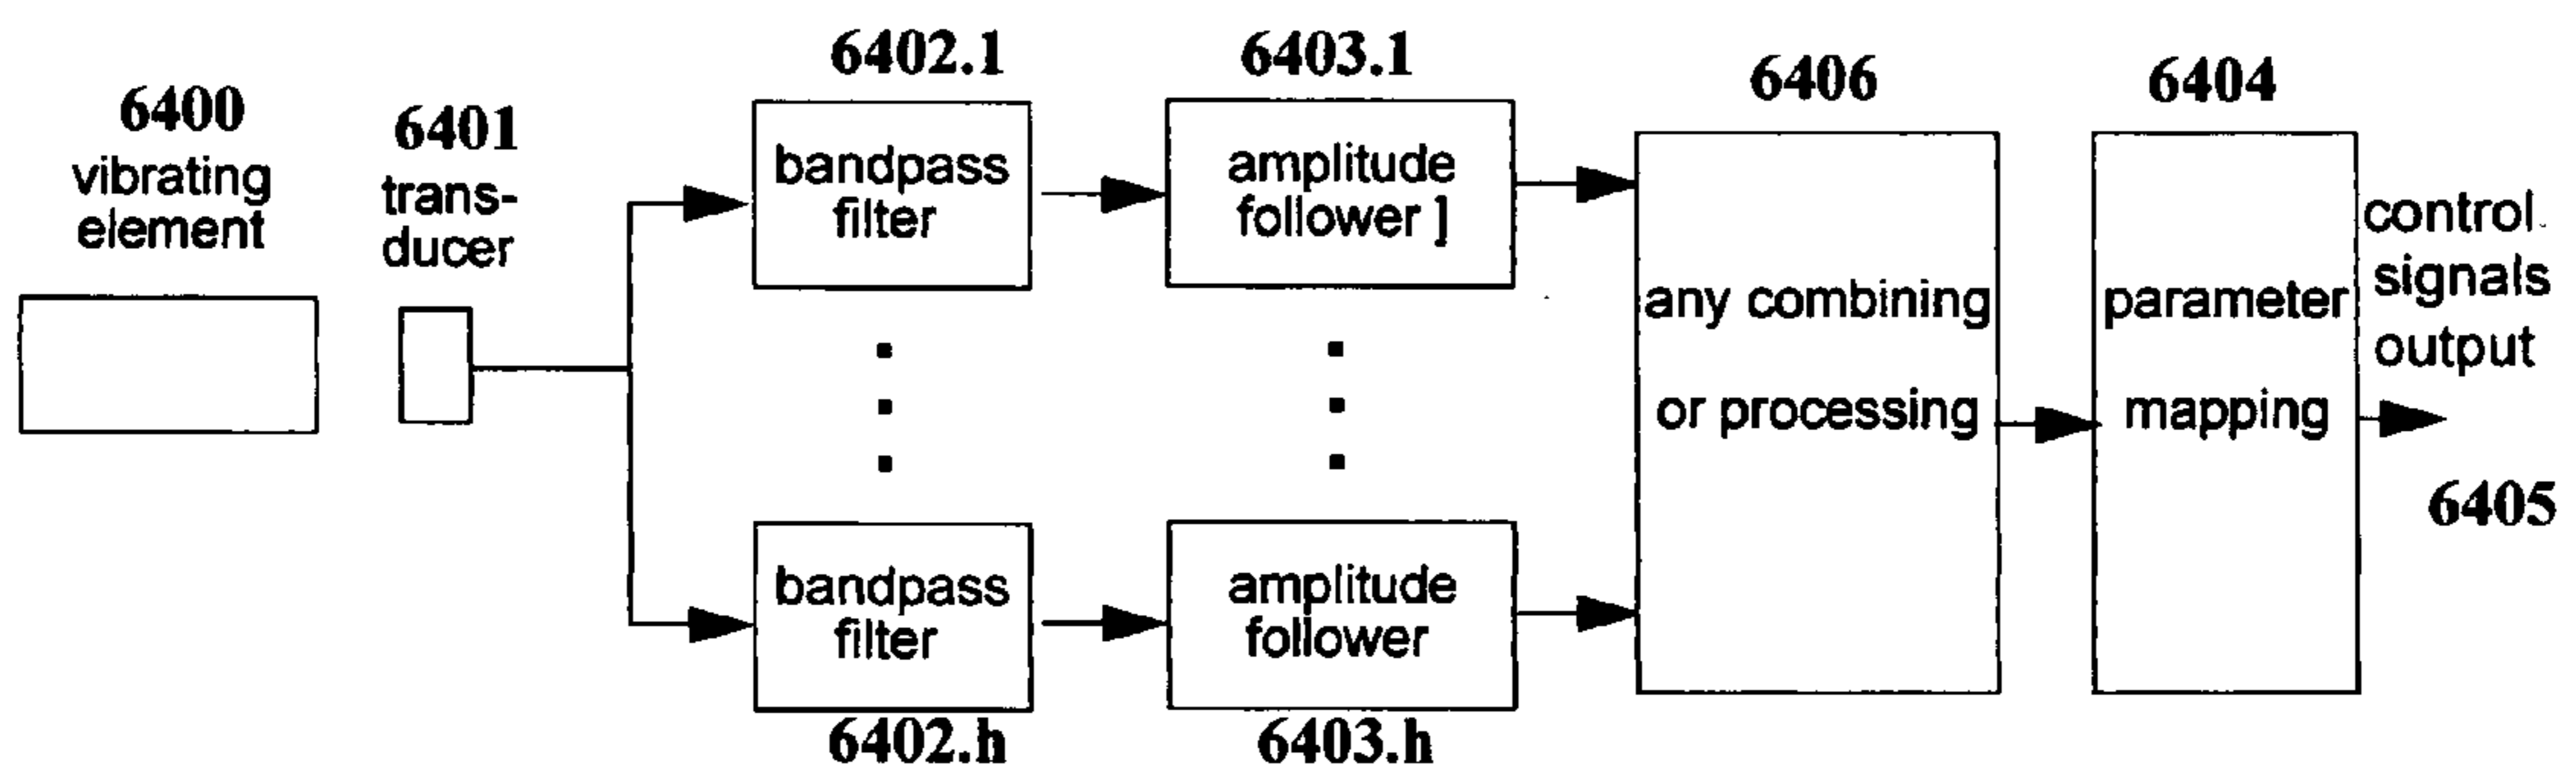 6400
vibrating
element
6401
trans-
ducer
6402.1
bandpass
filter
6403.1
amplitude
follower ]
bandpass
filter
6402.h
amplitude
follower
6403.h
6406
any combining
or processing
6404
parameter
mapping
control
signals
output
6405